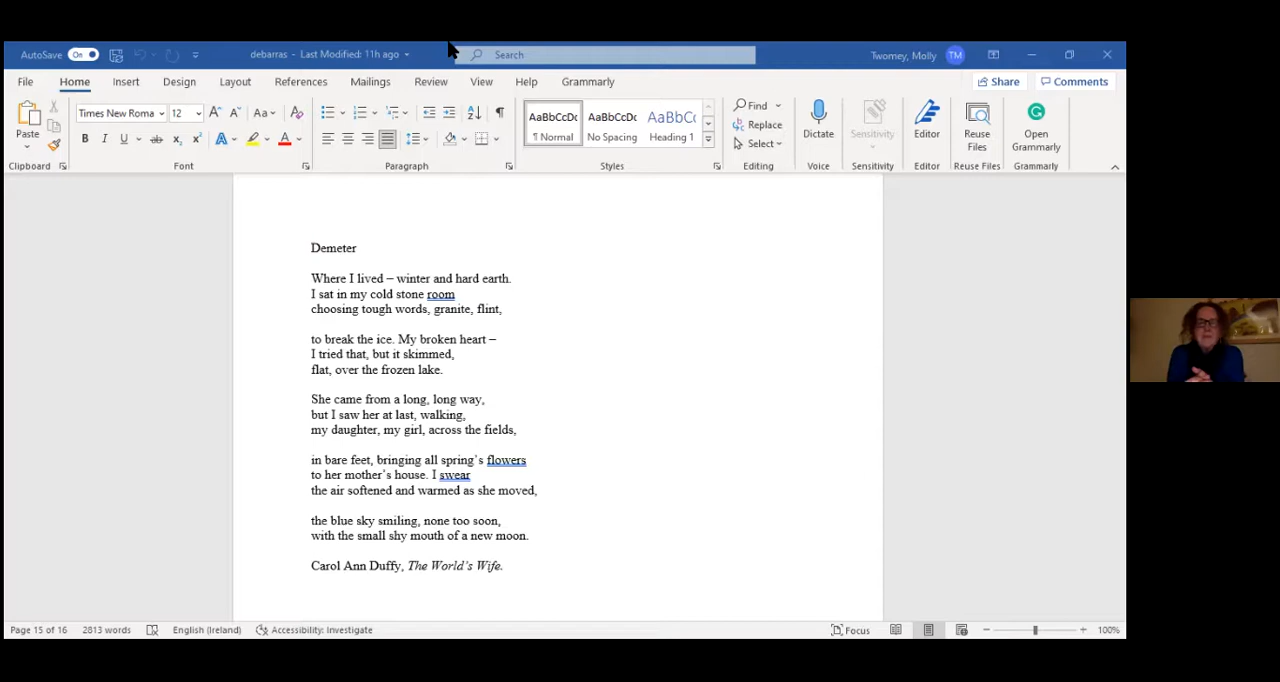 AutoSave On debarras - Last Modified: 11h ago Search Twomey, Molly TM
File Home Insert Design Layout References Mailings Review View Help Grammarly Share Comments
Times New Roma 12 A A Aa A
Paste B I U ab x₂ x² A A
AaBbCcDc AaBbCcDc AaBbCc
¶ Normal No Spacing Heading 1
Find
Replace
Select
Dictate Sensitivity Editor Reuse Files Open Grammarly
Clipboard Font Paragraph Styles Editing Voice Sensitivity Editor Reuse Files Grammarly
Demeter
Where I lived – winter and hard earth.
I sat in my cold stone room
choosing tough words, granite, flint,
to break the ice. My broken heart –
I tried that, but it skimmed,
flat, over the frozen lake.
She came from a long, long way,
but I saw her at last, walking,
my daughter, my girl, across the fields,
in bare feet, bringing all spring's flowers
to her mother's house. I swear
the air softened and warmed as she moved,
the blue sky smiling, none too soon,
with the small shy mouth of a new moon.
Carol Ann Duffy, The World's Wife.
Page 15 of 16 2813 words English (Ireland) Accessibility: Investigate Focus 100%